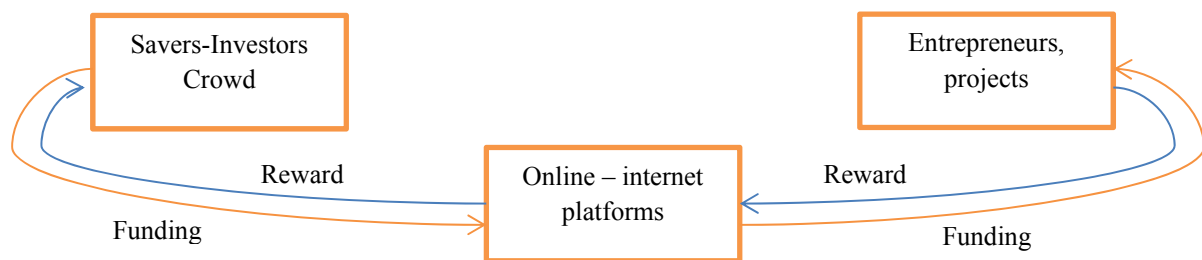 Savers-Investors
Crowd
Entrepreneurs,
projects
Reward
Online – internet
platforms
Reward
Funding
Funding